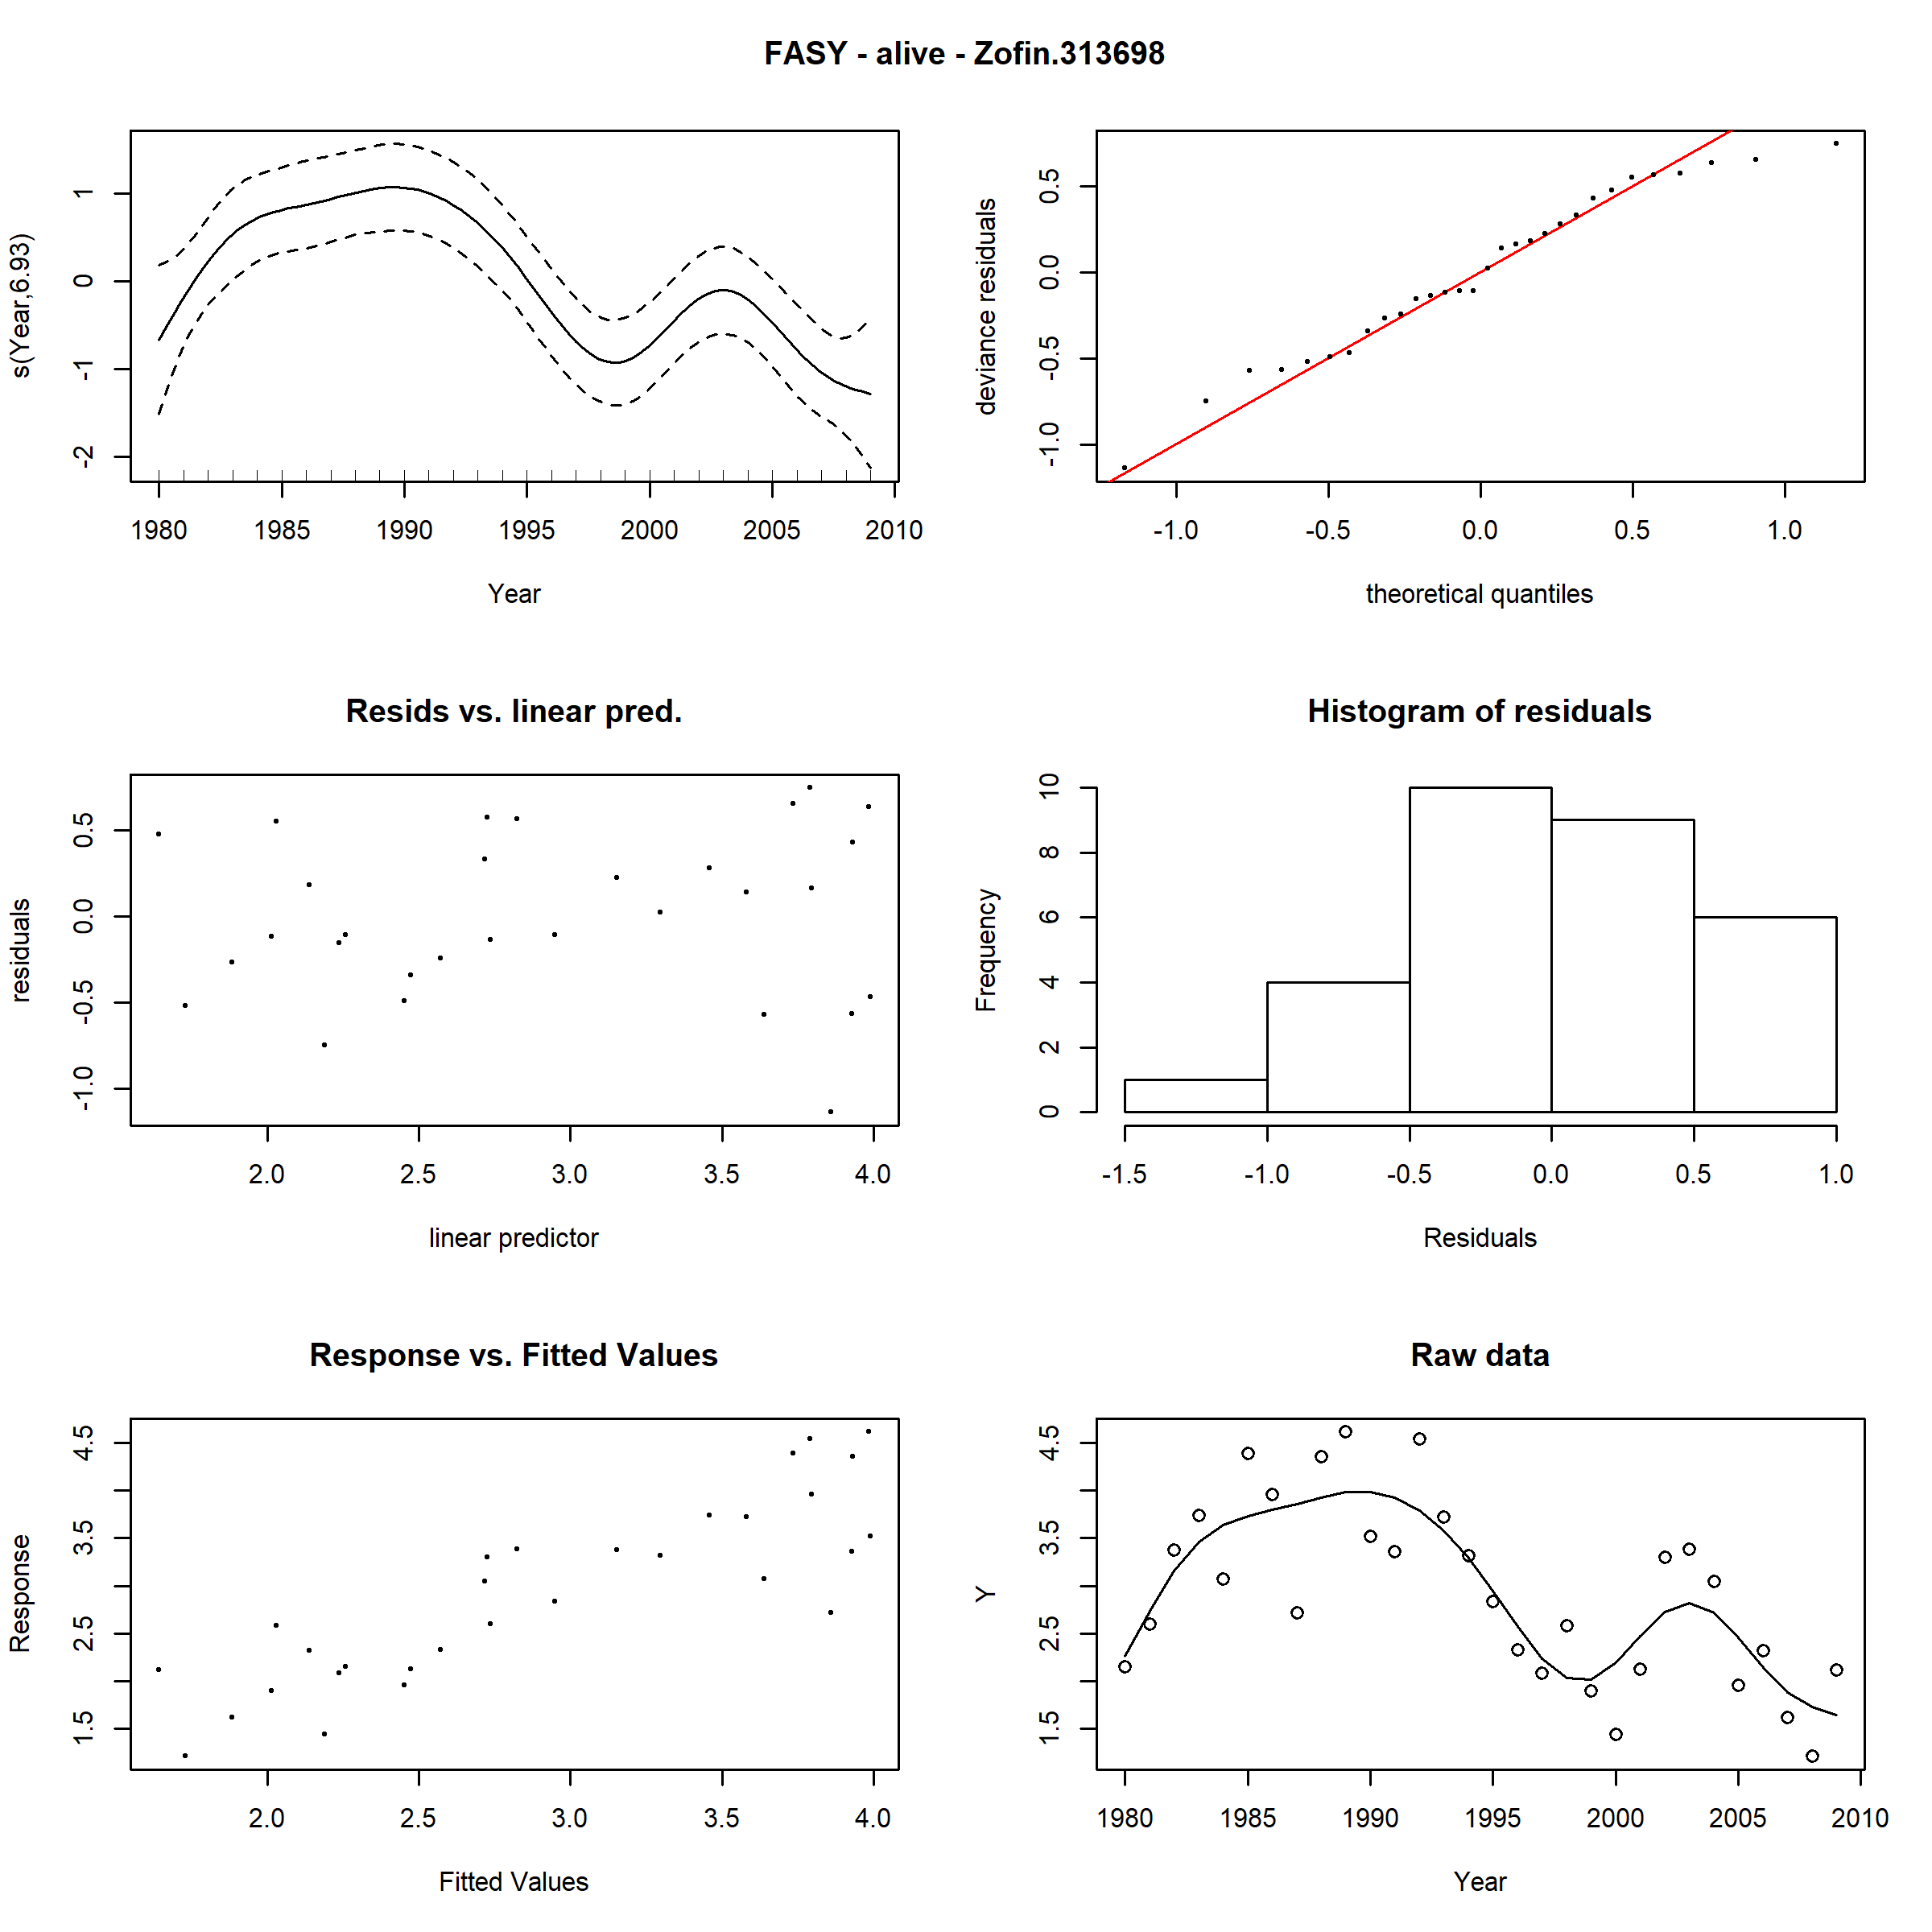 FASY - alive - Zofin.313698
s(Year,6.93)
1
0
-1
-2
1980 1985 1990 1995 2000 2005 2010
Year
deviance residuals
0.5
0.0
-0.5
-1.0
-1.0 -0.5 0.0 0.5 1.0
theoretical quantiles
Resids vs. linear pred.
residuals
0.5
0.0
-0.5
-1.0
2.0 2.5 3.0 3.5 4.0
linear predictor
Histogram of residuals
Frequency
10
8
6
4
2
0
-1.5 -1.0 -0.5 0.0 0.5 1.0
Residuals
Response vs. Fitted Values
Response
4.5
3.5
2.5
1.5
2.0 2.5 3.0 3.5 4.0
Fitted Values
Raw data
Y
4.5
3.5
2.5
1.5
1980 1985 1990 1995 2000 2005 2010
Year